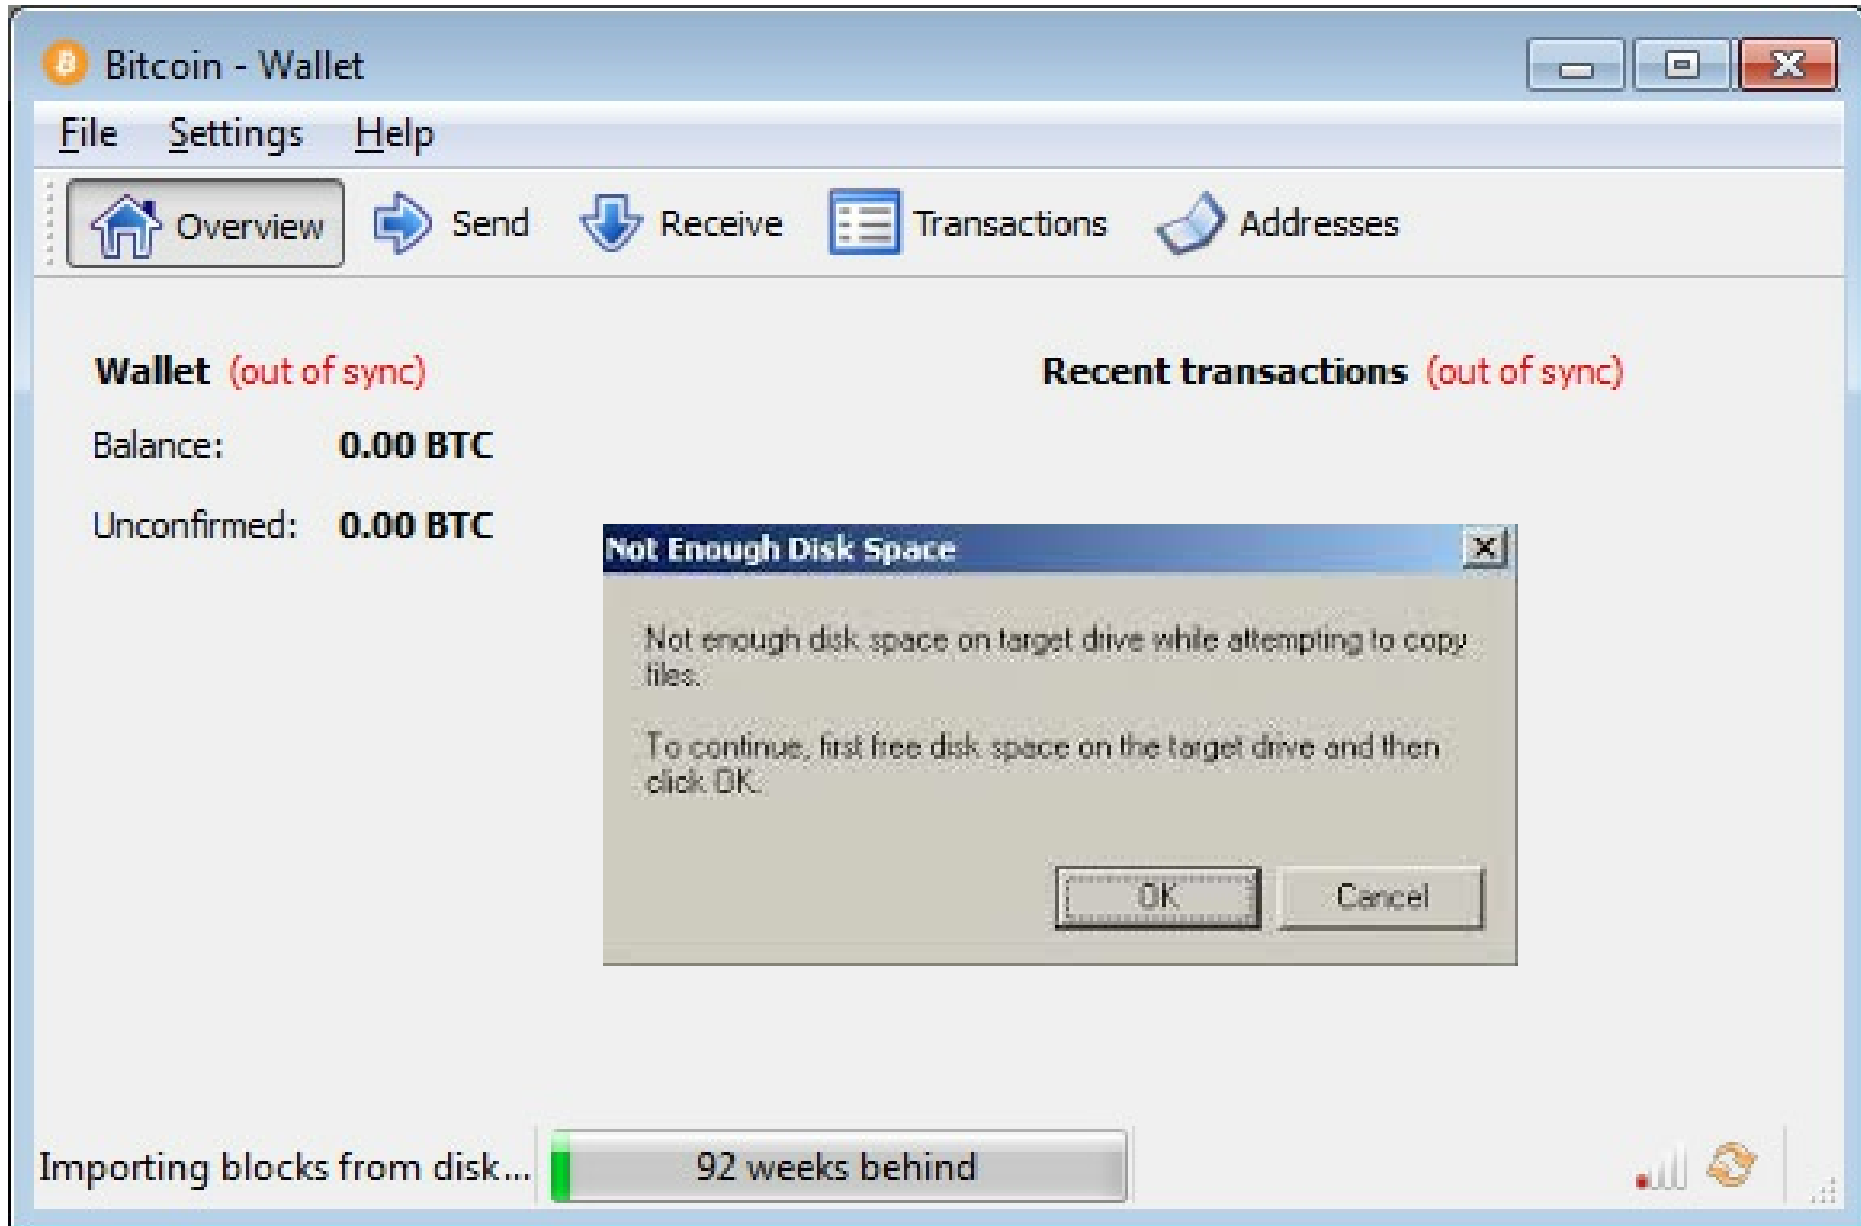 Bitcoin - Wallet
File Settings Help
Overview Send Receive Transactions Addresses
Wallet (out of sync) Recent transactions (out of sync)
Balance: 0.00 BTC
Unconfirmed: 0.00 BTC
Not Enough Disk Space
Not enough disk space on target drive while attempting to copy
files.
To continue, first free disk space on the target drive and then
click OK.
OK Cancel
Importing blocks from disk... 92 weeks behind